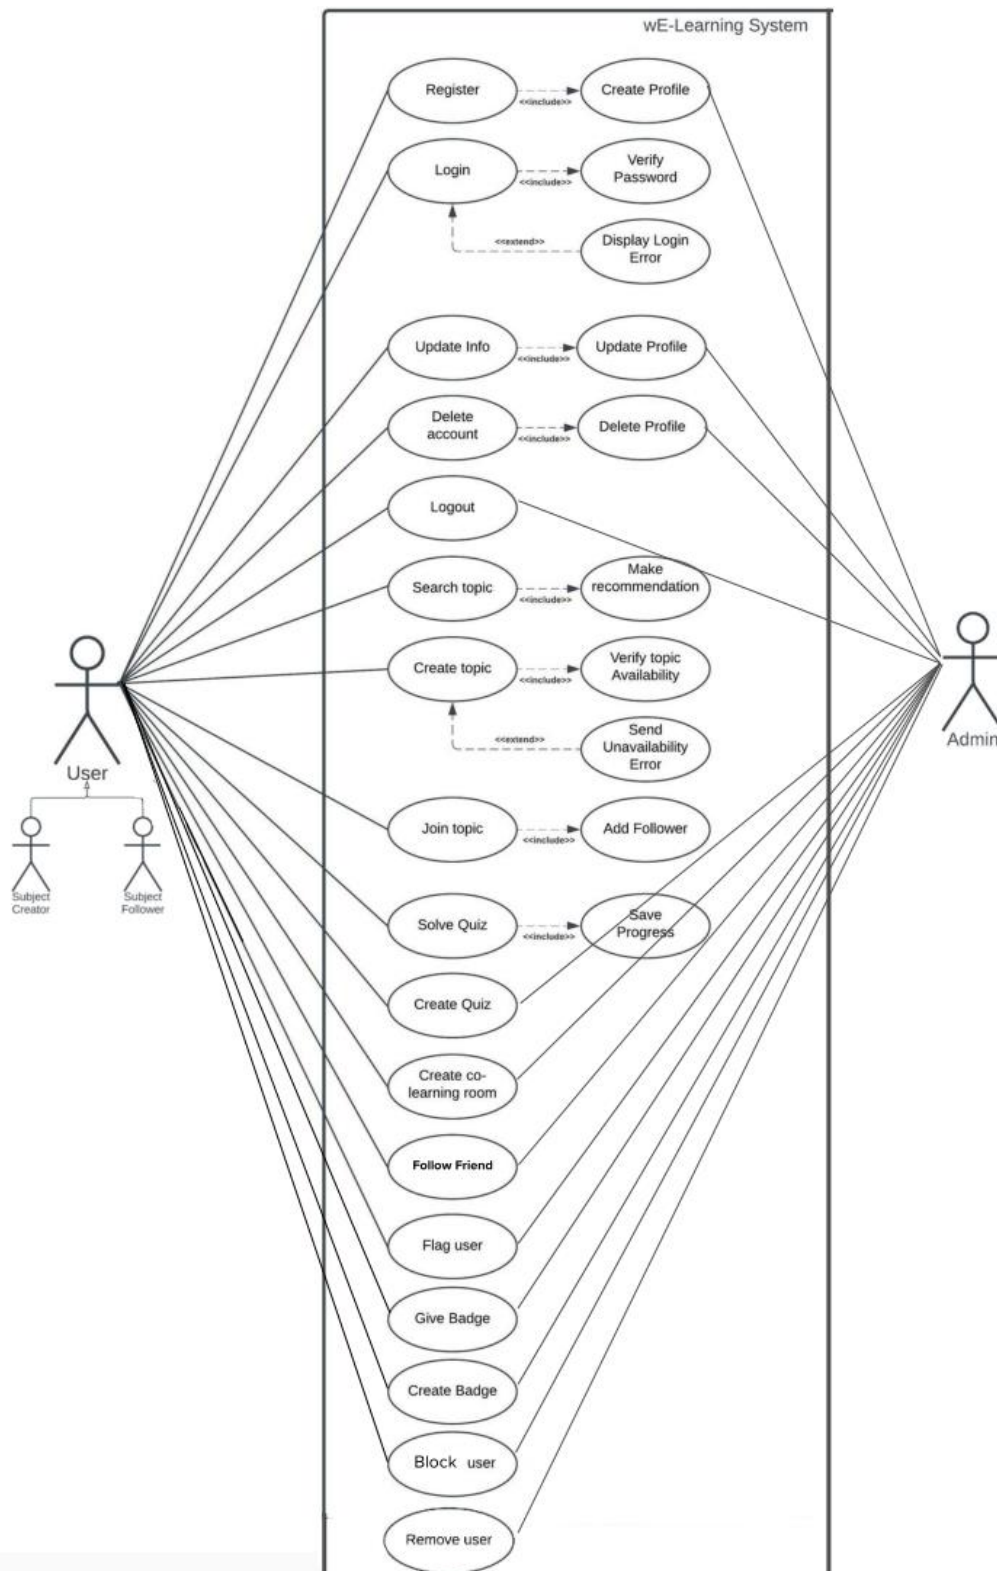 wE-Learning System
Register
<<include>>
Create Profile
Login
<<include>>
Verify
Password
<<extend>>
Display Login
Error
Update Info
<<include>>
Update Profile
Delete
account
<<include>>
Delete Profile
Logout
Search topic
<<include>>
Make
recommendation
Create topic
<<include>>
Verify topic
Availability
<<extend>>
Send
Unavailability
Error
User
Admin
Subject
Creator
Subject
Follower
Join topic
<<include>>
Add Follower
Solve Quiz
<<include>>
Save
Progress
Create Quiz
Create co-
learning room
Follow Friend
Flag user
Give Badge
Create Badge
Block user
Remove user